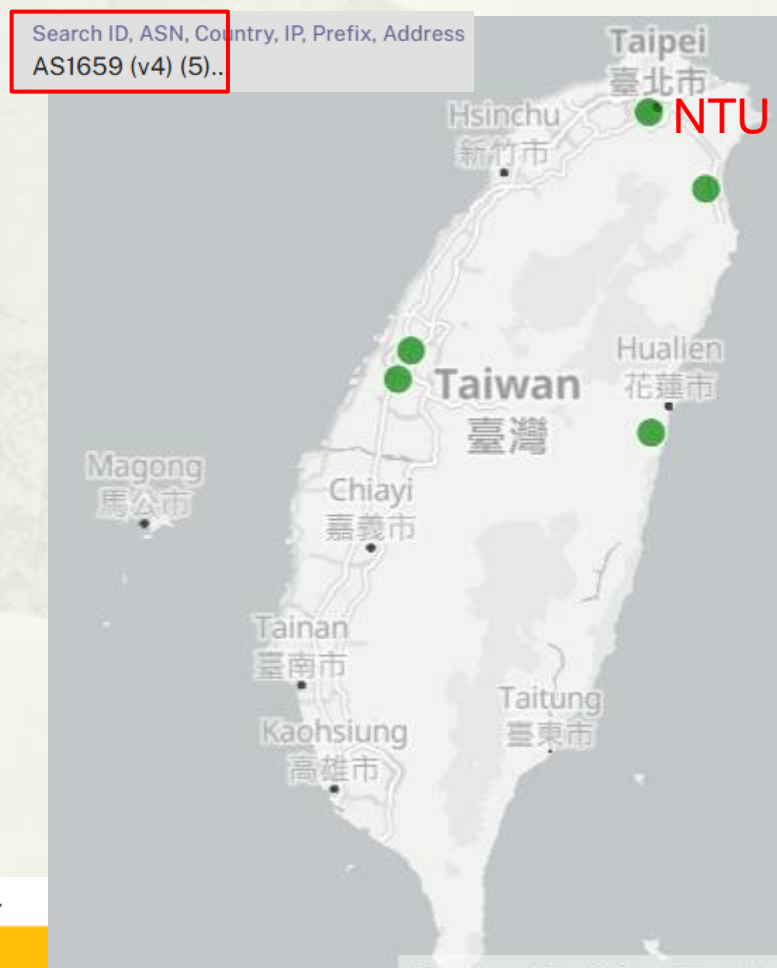 Search ID, ASN, Country, IP, Prefix, Address
AS1659 (v4) (5)..
Taipei
臺北市
NTU
Hsinchu
新竹市
Hualien
花蓮市
Taiwan
臺灣
Magong
馬公市
Chiayi
嘉義市
Tainan
臺南市
Taitung
臺東市
Kaohsiung
高雄市